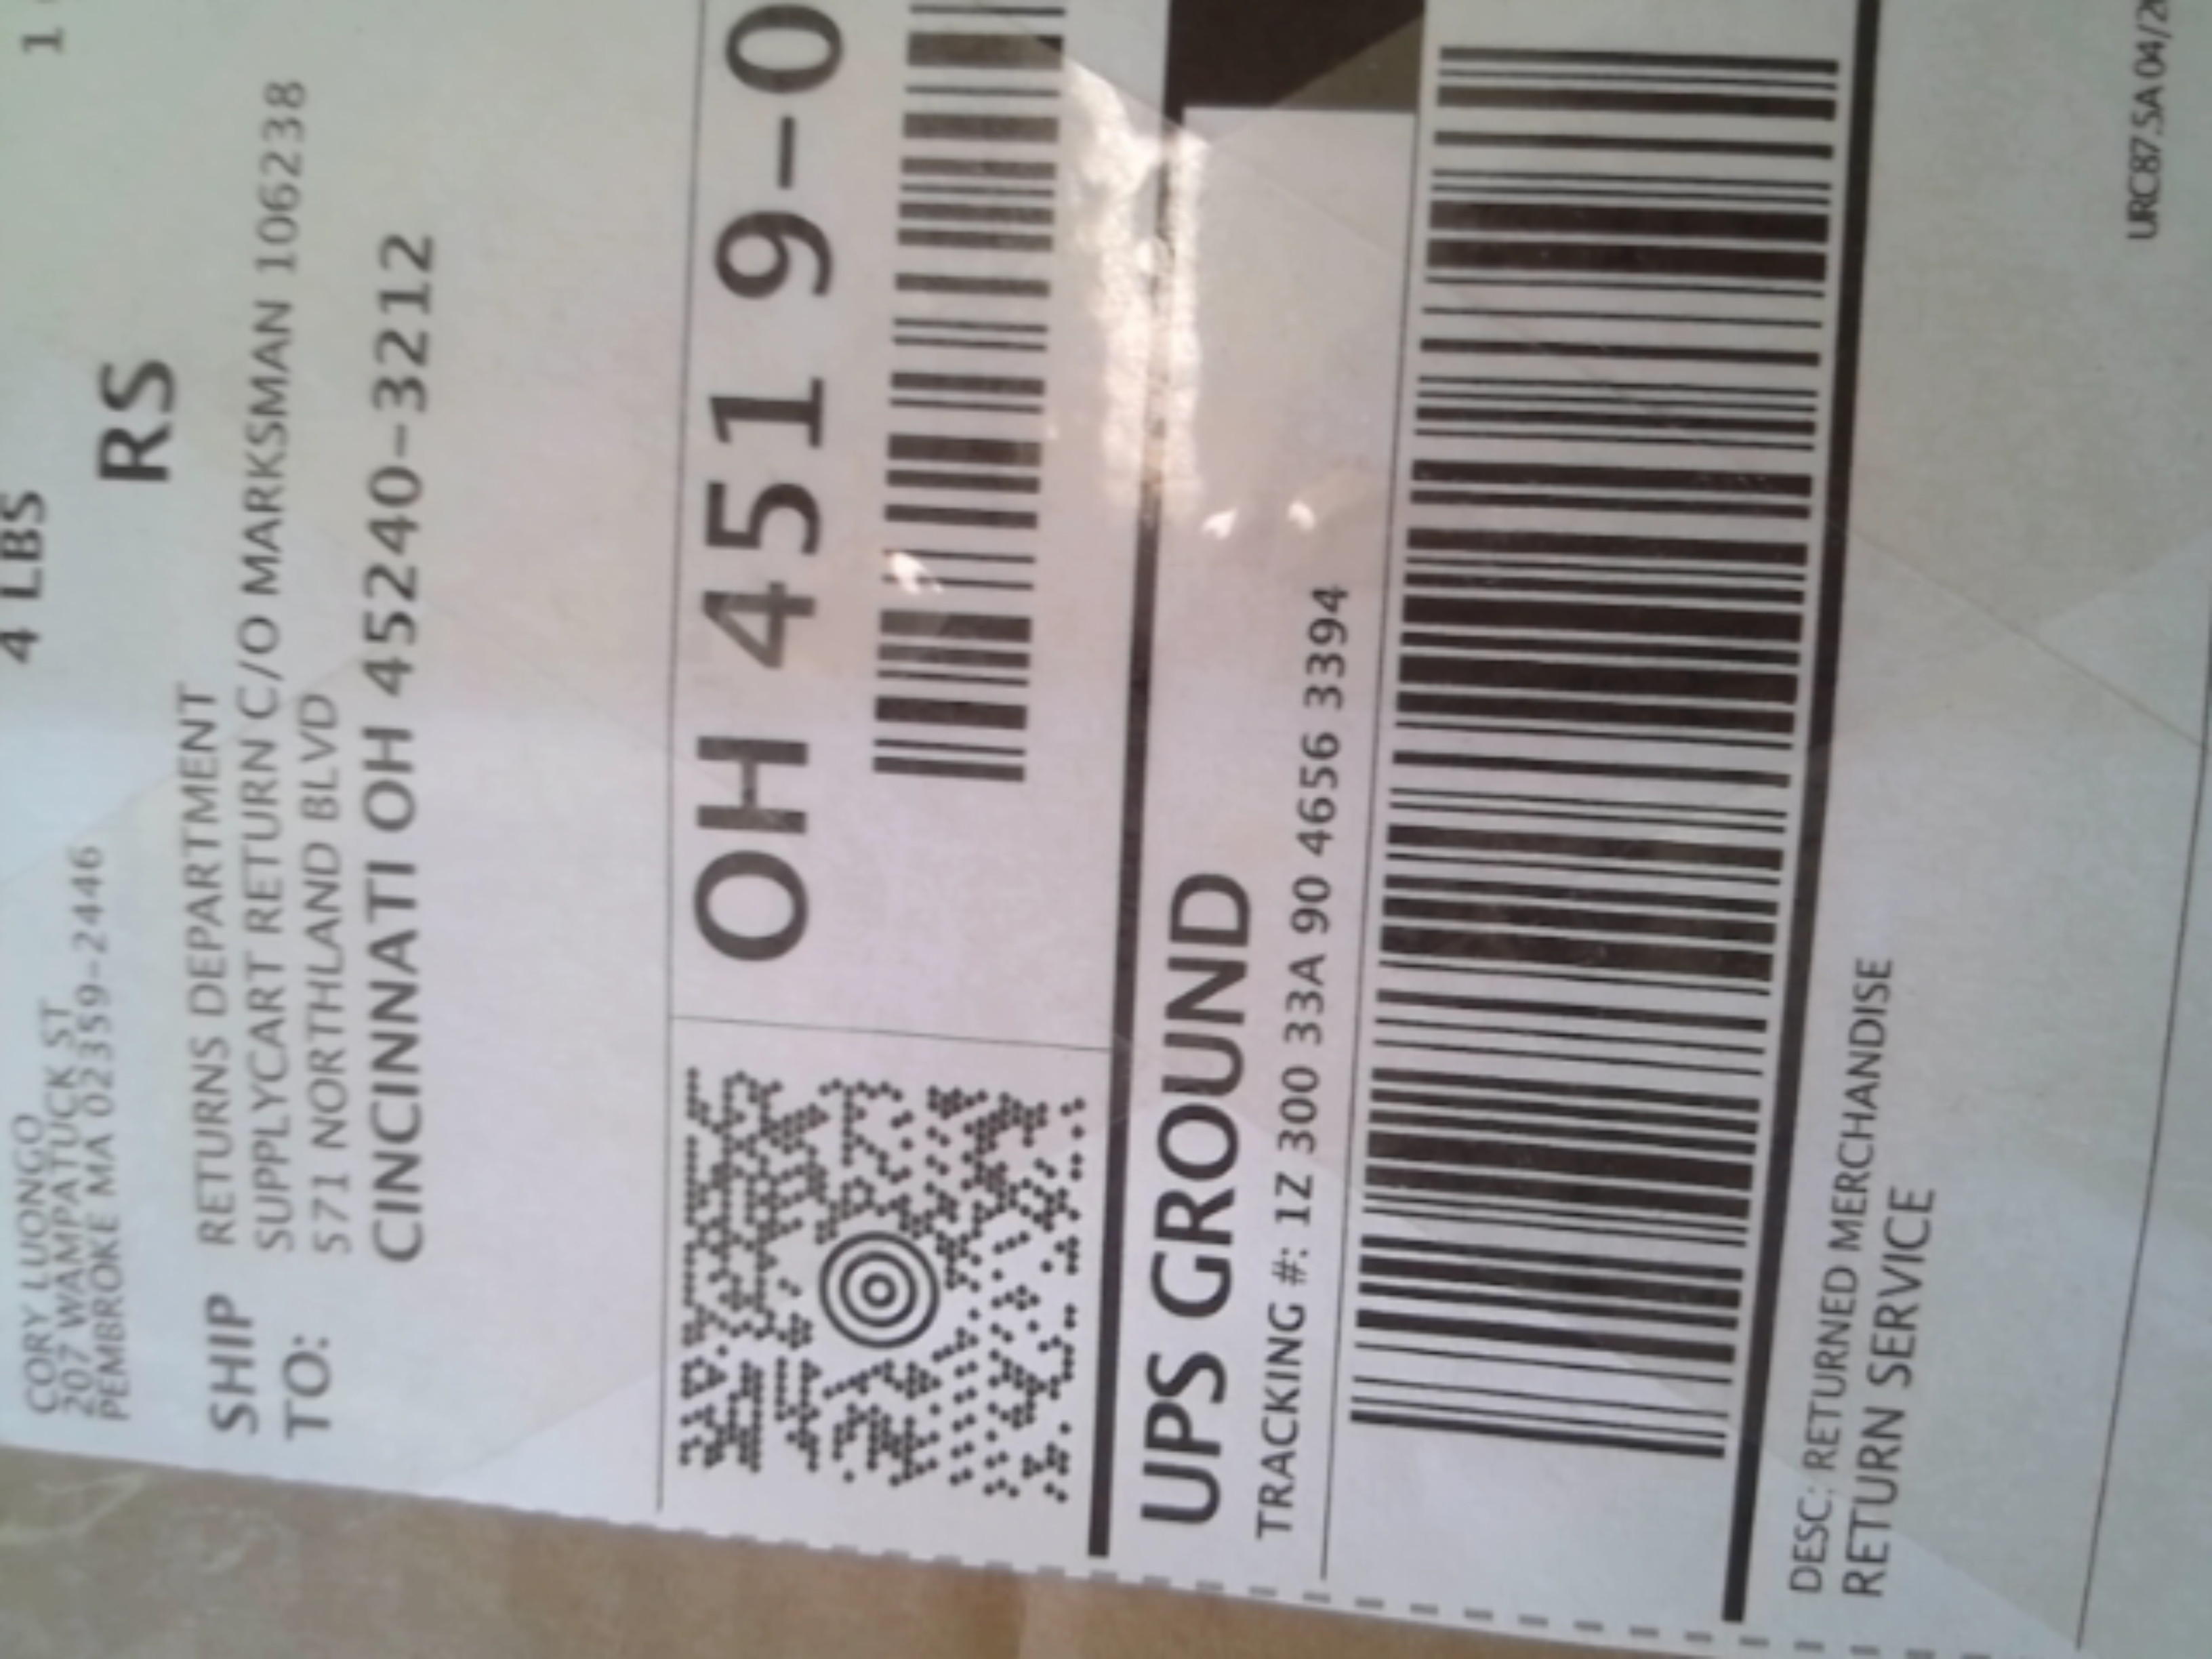 4 LBS 1
RS
CORY LUONGO
207 WAMPATUCK ST
PEMBROKE MA 02359-2446
SHIP TO:
RETURNS DEPARTMENT
SUPPLYCART RETURN C/O MARKSMAN 106238
571 NORTHLAND BLVD
CINCINNATI OH 45240-3212
OH 451 9-0
UPS GROUND
TRACKING #: 1Z 300 33A 90 4656 3394
DESC: RETURNED MERCHANDISE
RETURN SERVICE